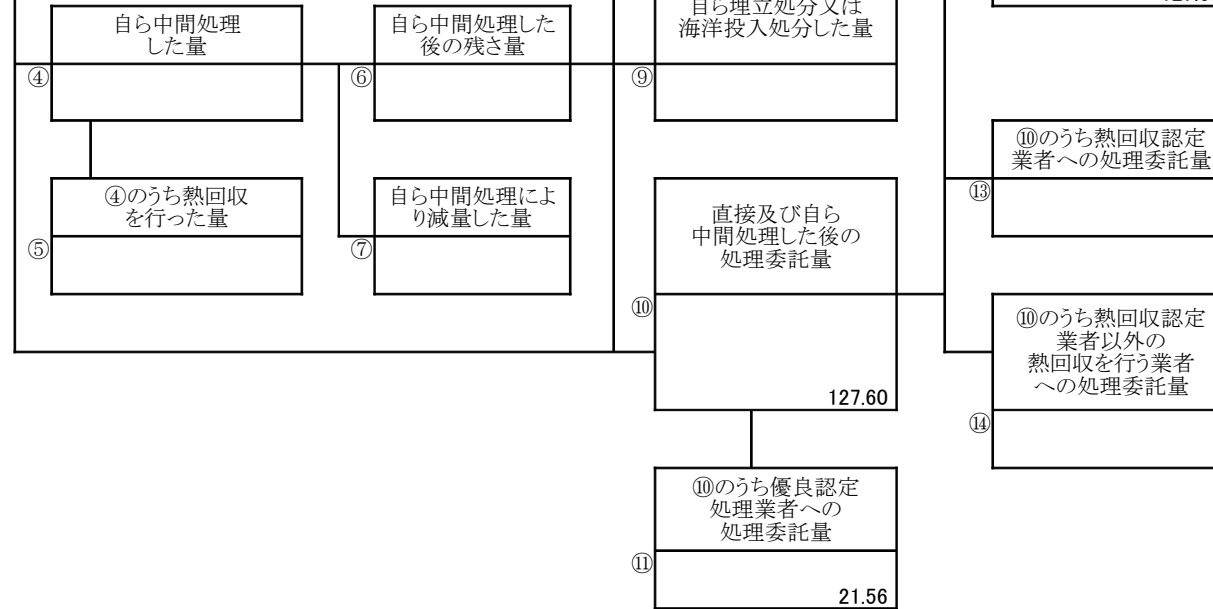 自ら中間処理
した量
④
自ら中間処理した
後の残さ量
⑥
自ら埋立処分又は
海洋投入処分した量
⑨
⑩のうち熱回収認定
業者への処理委託量
⑬
④のうち熱回収
を行った量
⑤
自ら中間処理によ
り減量した量
⑦
直接及び自ら
中間処理した後の
処理委託量
⑩
127.60
⑩のうち熱回収認定
業者以外の
熱回収を行う業者
への処理委託量
⑭
⑩のうち優良認定
処理業者への
処理委託量
⑪
21.56